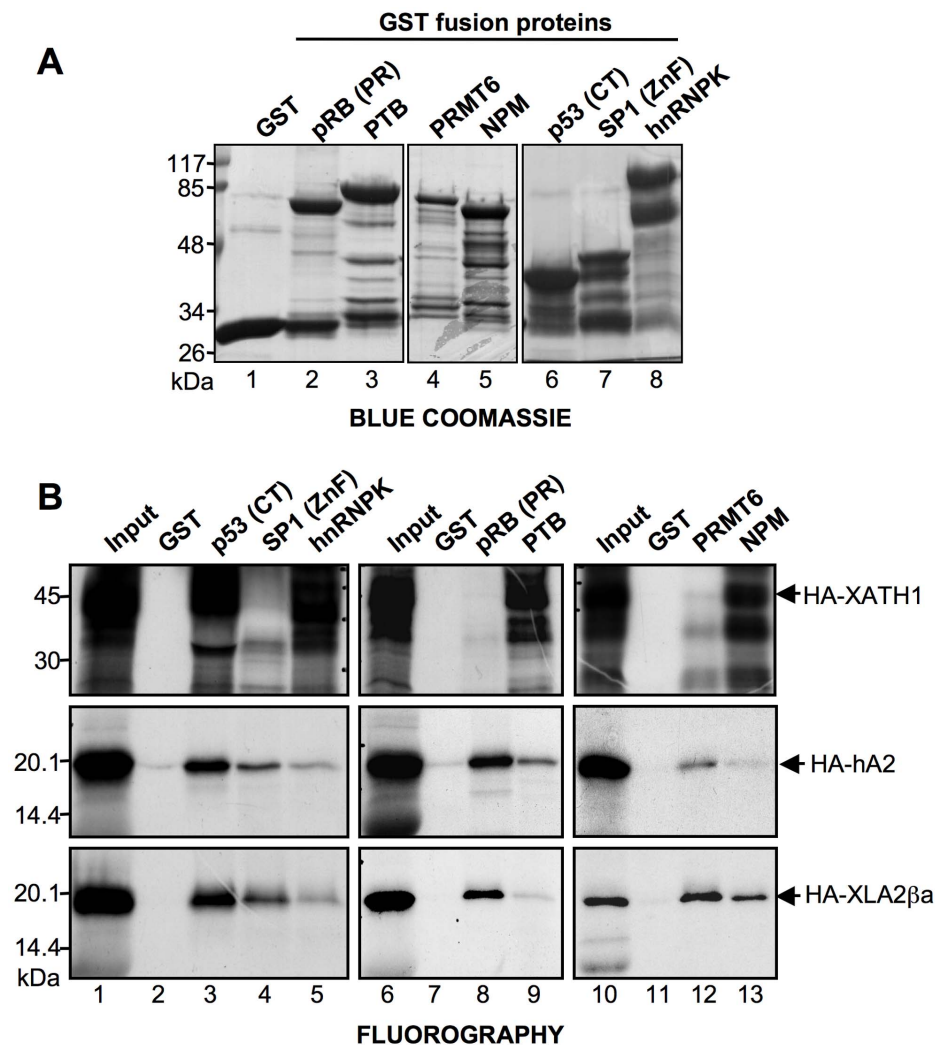 GST fusion proteins
A
GST pRB (PR) PTB PRMT6 NPM p53 (CT) SP1 (ZnF) hnRNPK
117
85
48
34
26
kDa 1 2 3 4 5 6 7 8
BLUE COOMASSIE
B
Input GST p53 (CT) SP1 (ZnF) hnRNPK Input GST pRB (PR) PTB Input GST PRMT6 NPM
45 HA-XATH1
30
20.1 HA-hA2
14.4
20.1 HA-XLA2βa
14.4
kDa
1 2 3 4 5 6 7 8 9 10 11 12 13
FLUOROGRAPHY